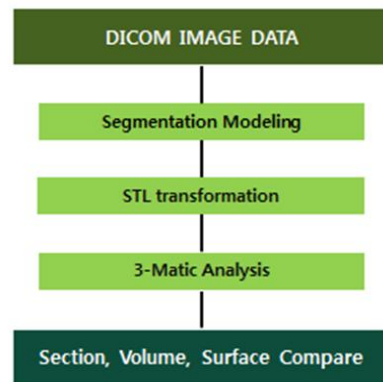 DICOM IMAGE DATA
Segmentation Modeling
STL transformation
3-Matic Analysis
Section, Volume, Surface Compare